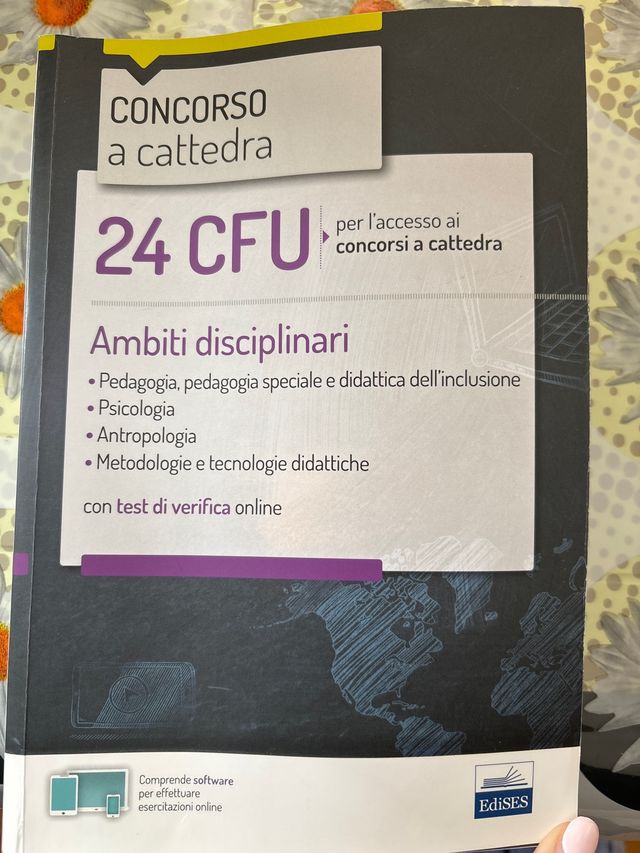 CONCORSO
a cattedra
24 CFU
per l'accesso ai
concorsi a cattedra
Ambiti disciplinari
• Pedagogia, pedagogia speciale e didattica dell'inclusione
• Psicologia
• Antropologia
• Metodologie e tecnologie didattiche
con test di verifica online
Comprende software
per effettuare
esercitazioni online
EdiSES